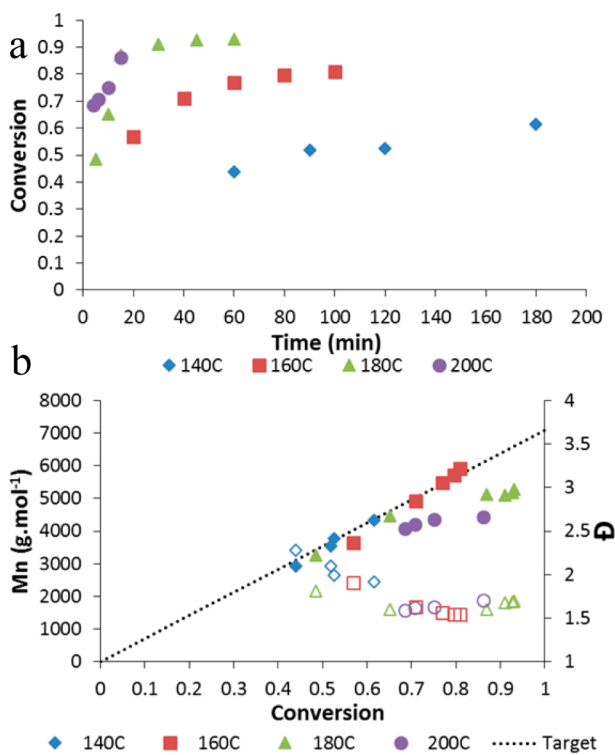 a
Conversion
1
0.9
0.8
0.7
0.6
0.5
0.4
0.3
0.2
0.1
0
0 20 40 60 80 100 120 140 160 180 200
Time (min)
140C 160C 180C 200C
b
Mn (g.mol-1)
8000
7000
6000
5000
4000
3000
2000
1000
0
4
3.5
3
2.5
2
1.5
1
Đ
0 0.1 0.2 0.3 0.4 0.5 0.6 0.7 0.8 0.9 1
Conversion
140C 160C 180C 200C Target